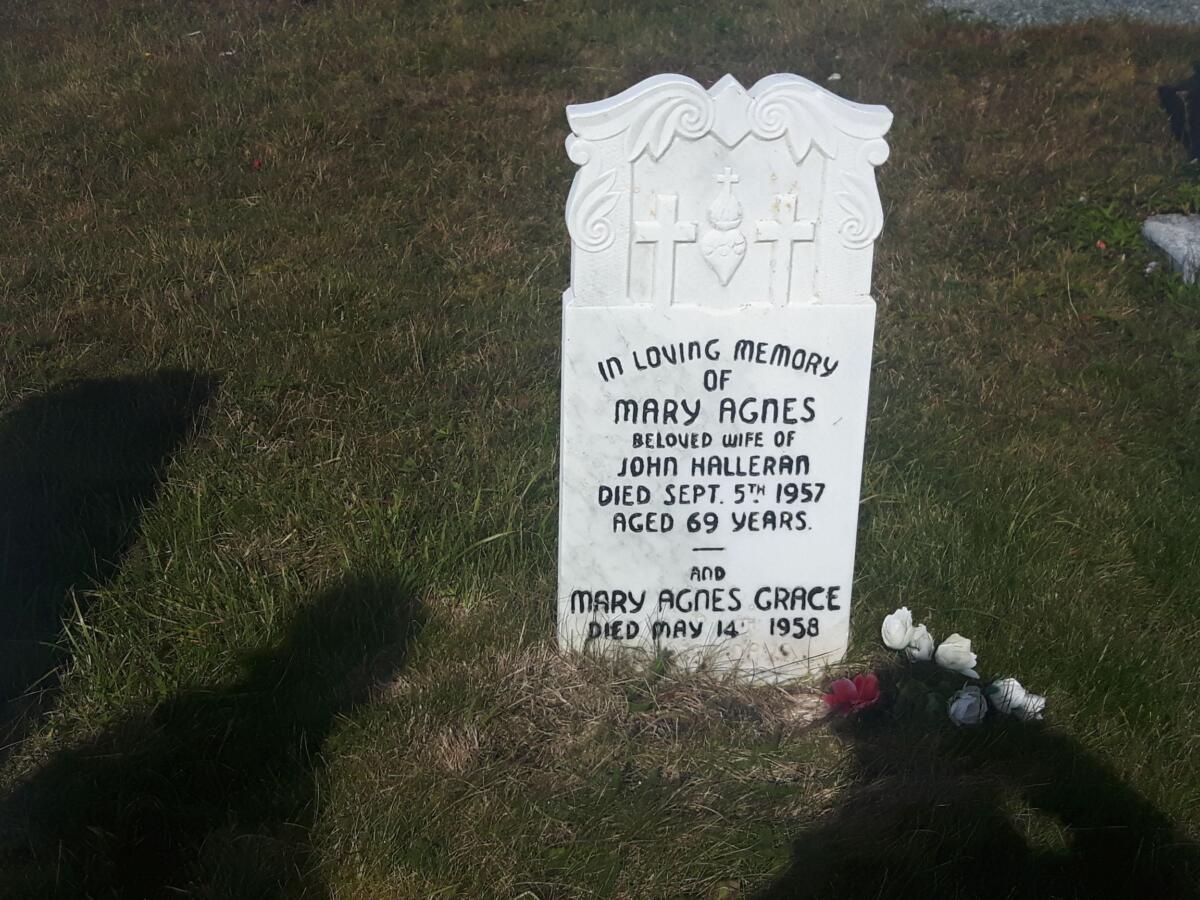 IN LOVING MEMORY
OF
MARY AGNES
BELOVED WIFE OF
JOHN HALLERAN
DIED SEPT. 5TH 1957
AGED 69 YEARS.
AND
MARY AGNES GRACE
DIED MAY 14TH 1958